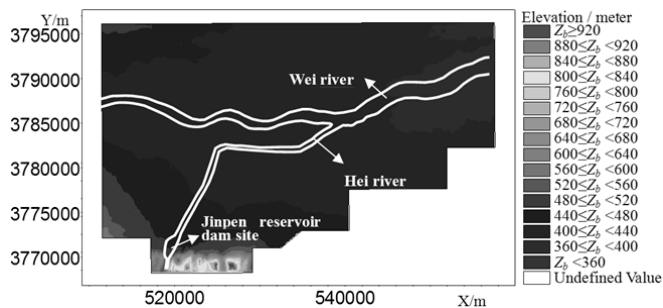 Y/m
3795000
3790000
3785000
3780000
3775000
3770000
520000
540000
X/m
Wei river
Hei river
Jinpen reservoir
dam site
Elevation / meter
Zb≥920
880≤Zb <920
840≤Zb <880
800≤Zb <840
760≤Zb <800
720≤Zb <760
680≤Zb <720
640≤Zb <680
600≤Zb <640
560≤Zb <600
520≤Zb <560
480≤Zb <520
440≤Zb <480
400≤Zb <440
360≤Zb <400
Zb <360
Undefined Value